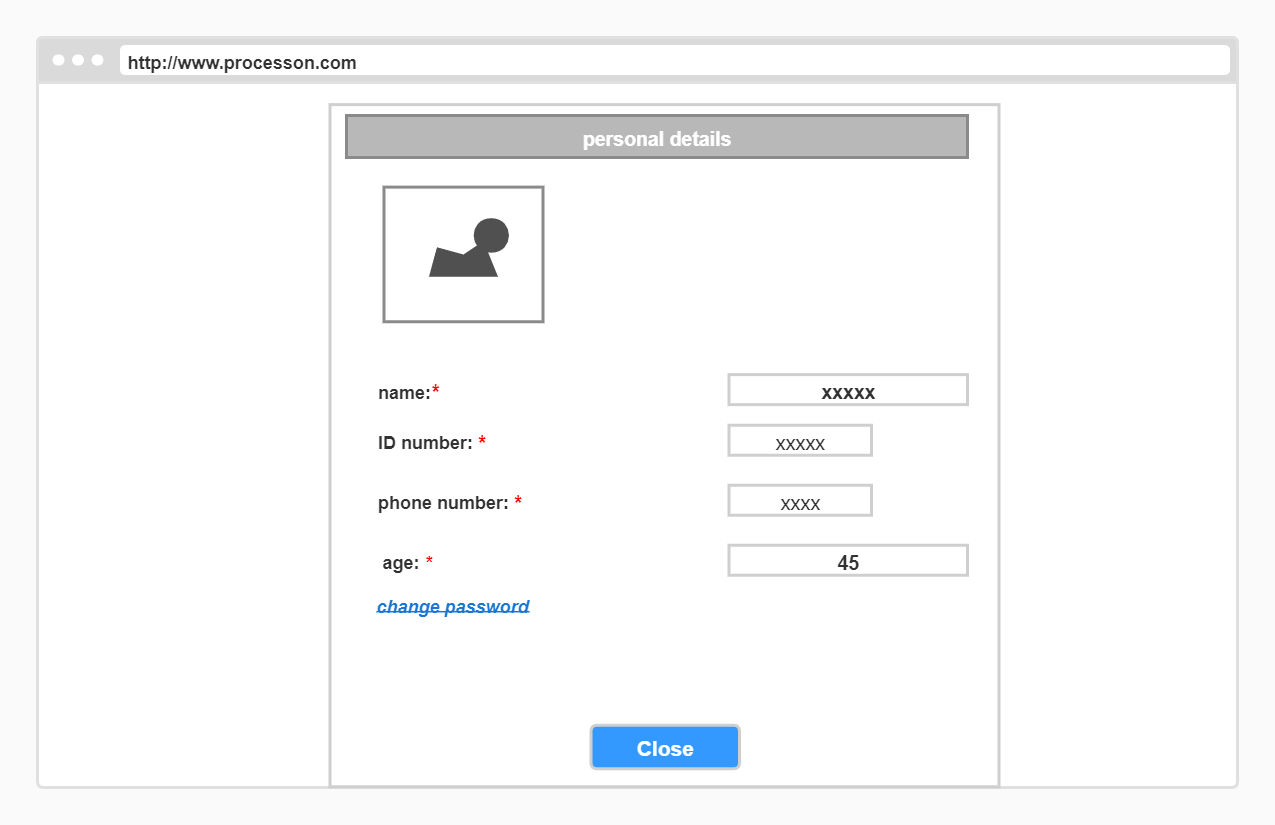 http://www.processon.com
personal details
name:* xxxxx
ID number: * xxxxx
phone number: * xxxx
age: * 45
change password
Close